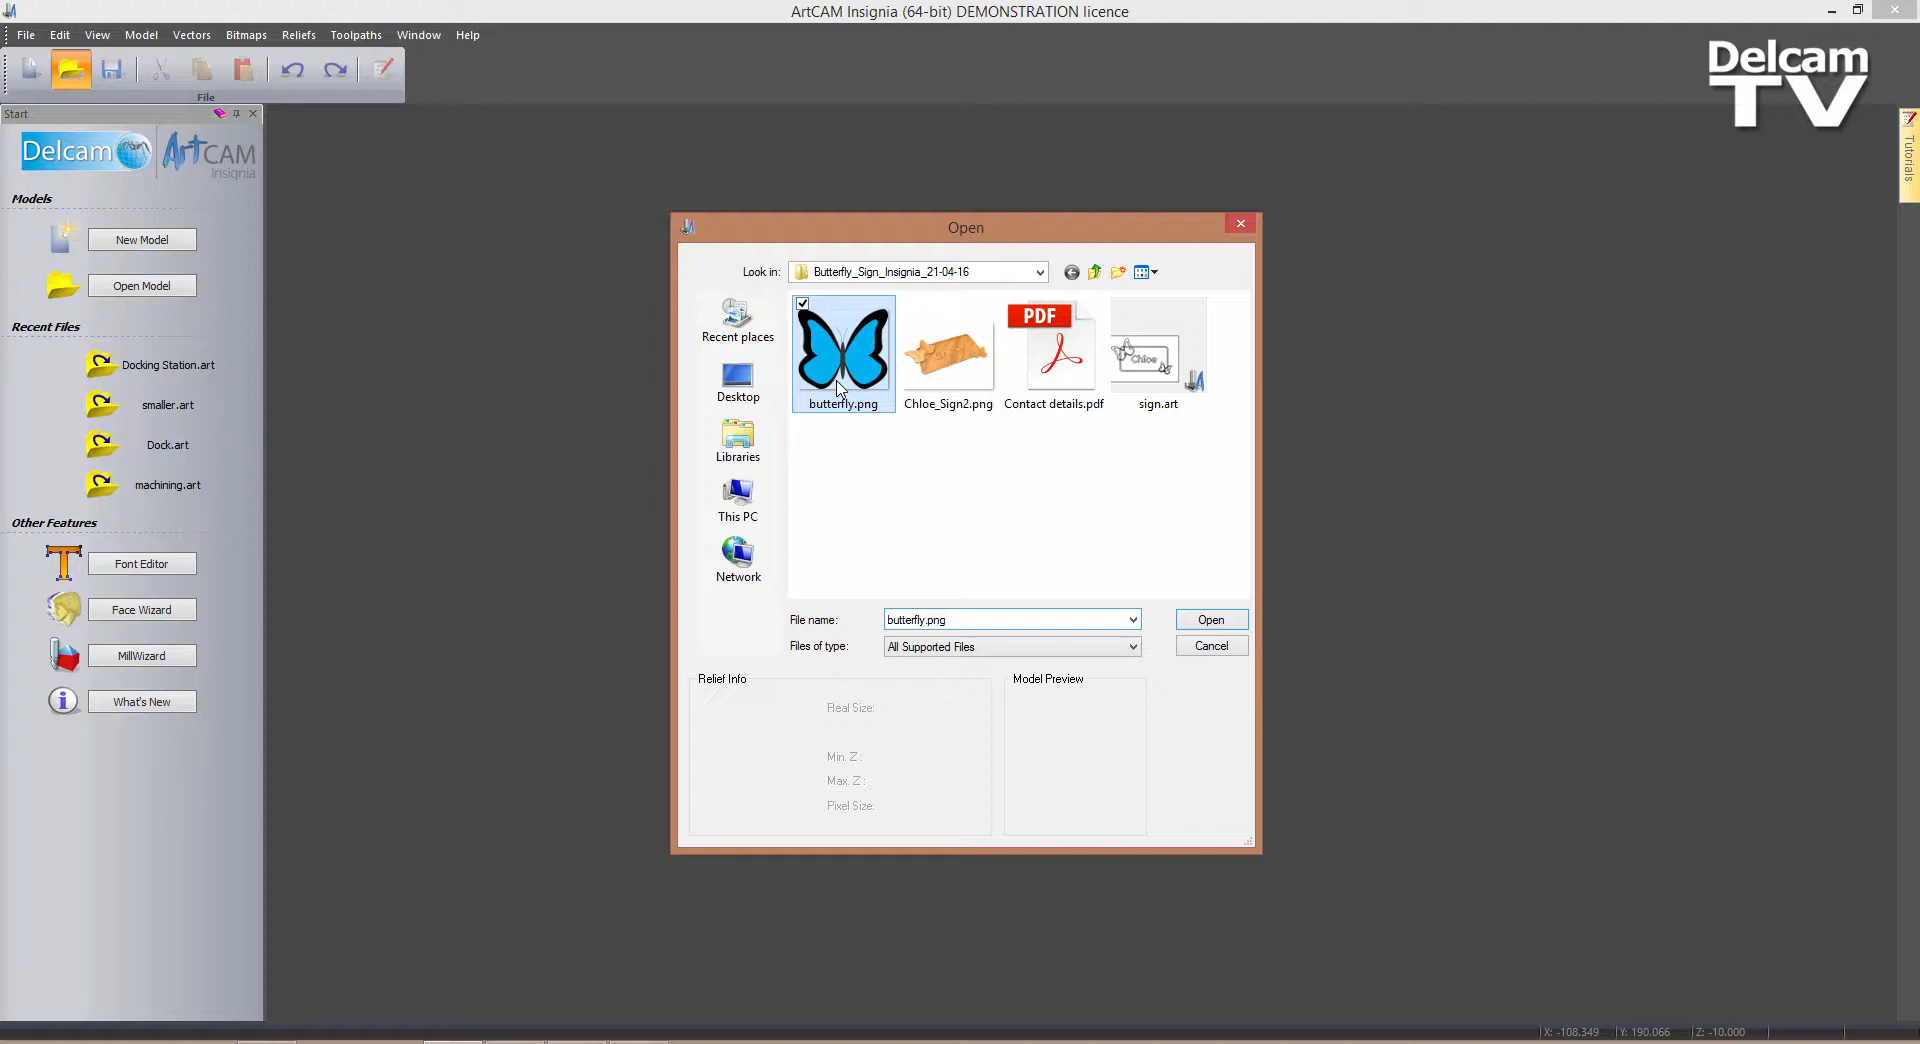 ArtCAM Insignia (64-bit) DEMONSTRATION licence
File Edit View Model Vectors Bitmaps Reliefs Toolpaths Window Help
File
Delcam
TV
Start
Delcam ArtCAM
Insignia
Tutorials
Models
New Model
Open Model
Recent Files
Docking Station.art
smaller.art
Dock.art
machining.art
Other Features
Font Editor
Face Wizard
MillWizard
What's New
Open
Look in: Butterfly_Sign_Insignia_21-04-16
Recent places
Desktop
Libraries
This PC
Network
PDF
Chloe
butterfly.png Chloe_Sign2.png Contact details.pdf sign.art
File name: butterfly.png Open
Files of type: All Supported Files Cancel
Relief Info Model Preview
Real Size:
Min. Z :
Max. Z :
Pixel Size:
X: -108.349 Y: 190.066 Z: -10.000